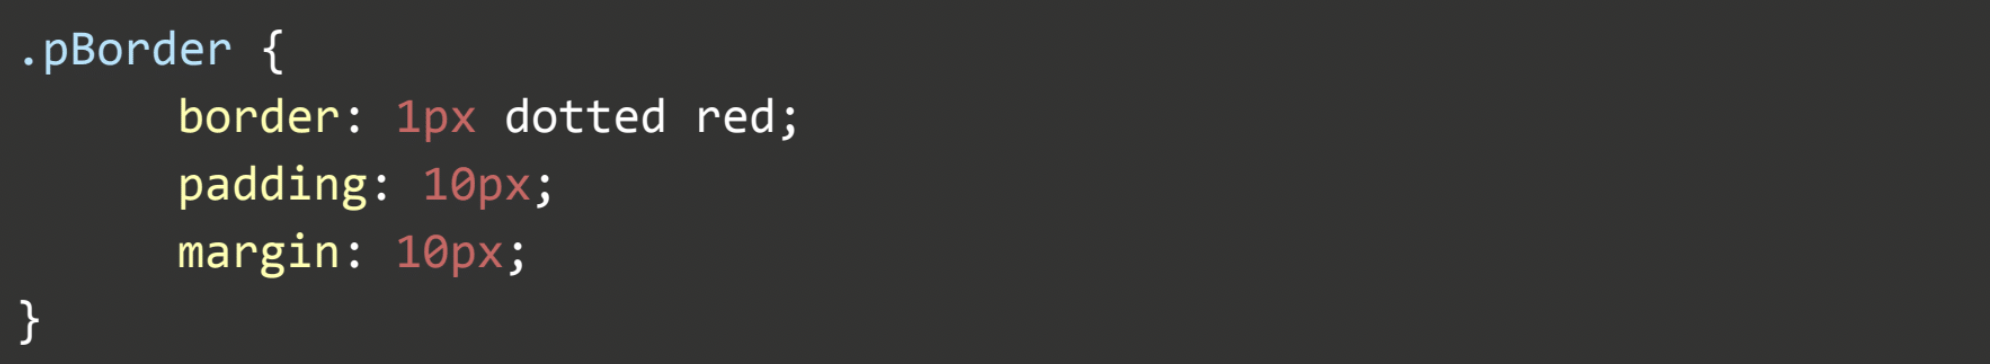 .pBorder {
border: 1px dotted red;
padding: 10px;
margin: 10px;
}